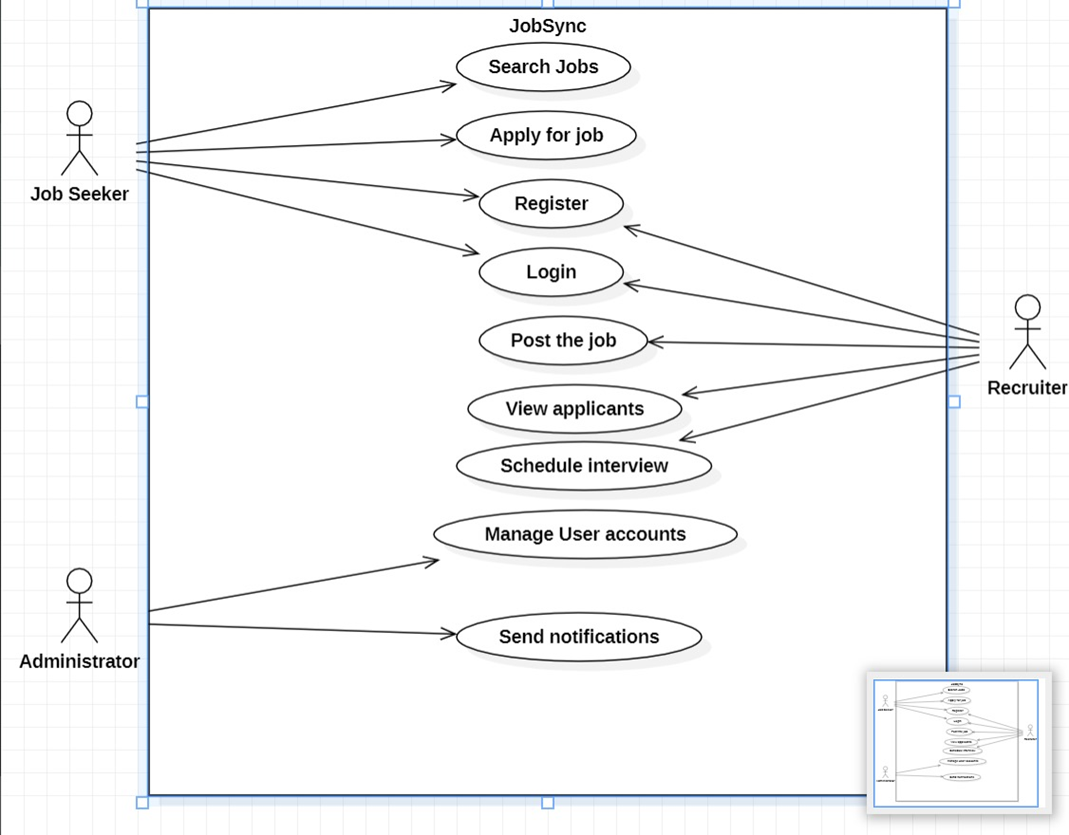 JobSync
Search Jobs
Apply for job
Job Seeker
Register
Login
Post the job
Recruiter
View applicants
Schedule interview
Manage User accounts
Send notifications
Administrator